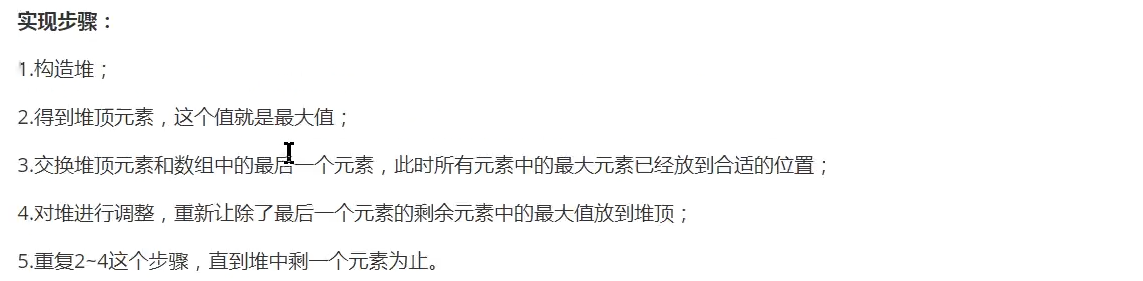 实现步骤：
1.构造堆；
2.得到堆顶元素，这个值就是最大值；
3.交换堆顶元素和数组中的最后一个元素，此时所有元素中的最大元素已经放到合适的位置；
4.对堆进行调整，重新让除了最后一个元素的剩余元素中的最大值放到堆顶；
5.重复2~4这个步骤，直到堆中剩一个元素为止。